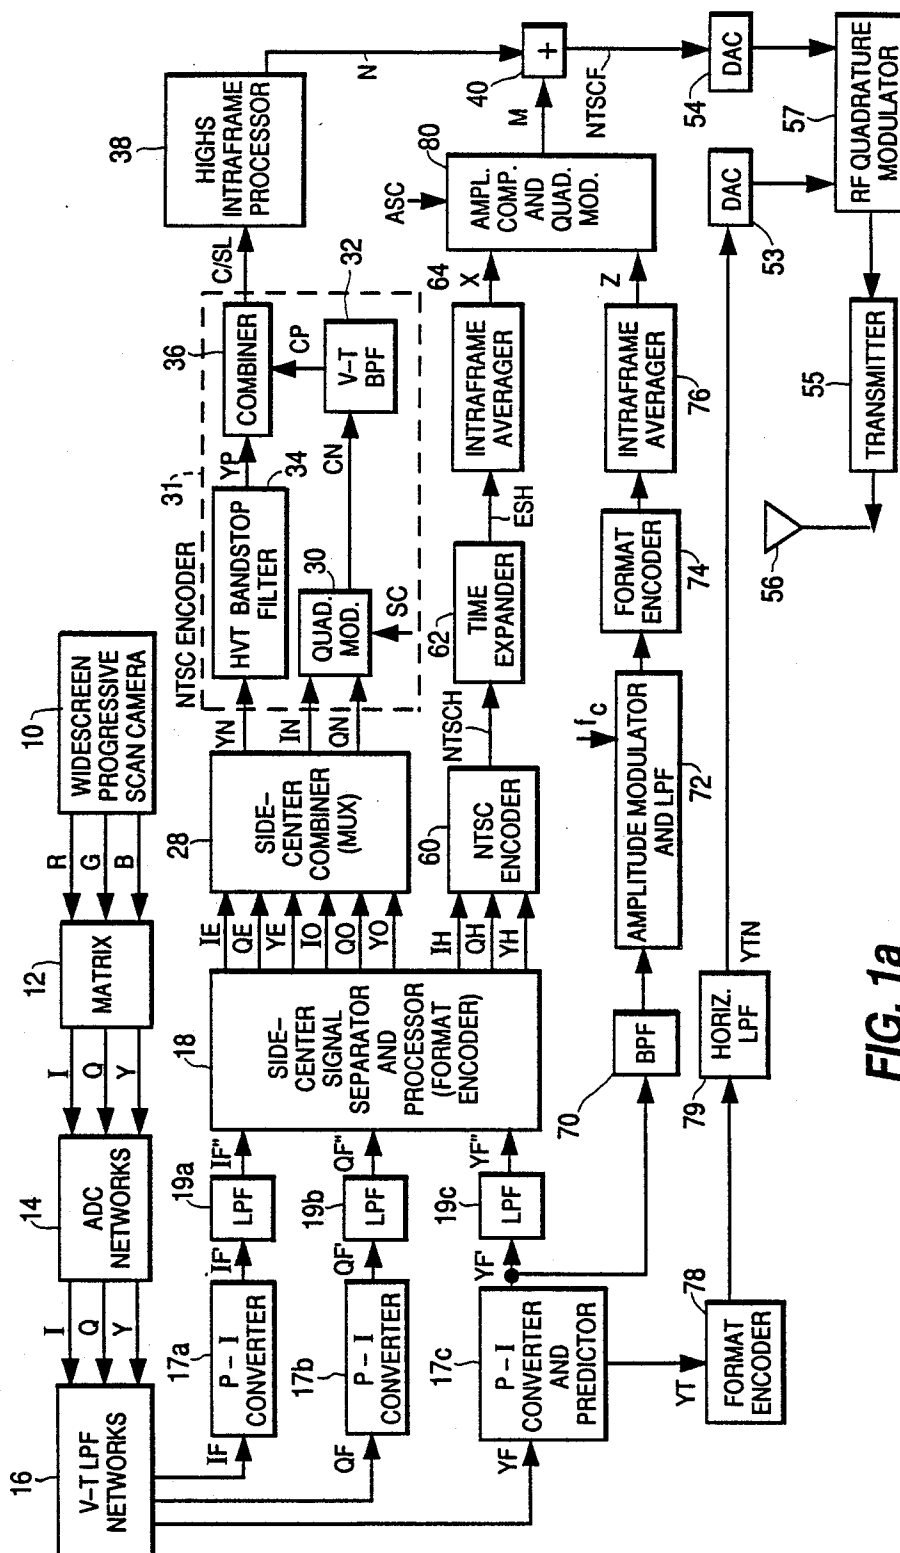 10
WIDESCREEN
PROGRESSIVE
SCAN CAMERA
R
G
B
12
MATRIX
I
Q
Y
14
ADC
NETWORKS
I
Q
Y
16
V-T LPF
NETWORKS
IF
QF
YF
17a
P-I
CONVERTER
IF'
19a
LPF
IF"
17b
P-I
CONVERTER
QF'
19b
LPF
QF"
17c
P-I
CONVERTER
AND
PREDICTOR
YF'
19c
LPF
YF"
18
SIDE-
CENTER
SIGNAL
SEPARATOR
AND
PROCESSOR
(FORMAT
ENCODER)
IE
QE
YE
IO
QO
YO
IH
QH
YH
28
SIDE-
CENTER
COMBINER
(MUX)
YN
IN
QN
NTSC ENCODER
31
HVT BANDSTOP
FILTER
34
YP
30
QUAD.
MOD.
SC
CN
32
V-T
BPF
CP
36
COMBINER
C/SL
38
HIGHS
INTRAFRAME
PROCESSOR
N
60
NTSC
ENCODER
NTSCH
62
TIME
EXPANDER
ESH
INTRAFRAME
AVERAGER
64
X
ASC
80
AMPL.
COMP.
AND
QUAD.
MOD.
M
40
+
NTSCF
54
DAC
70
BPF
fc
AMPLITUDE MODULATOR
AND LPF
72
FORMAT
ENCODER
74
INTRAFRAME
AVERAGER
76
Z
YT
78
FORMAT
ENCODER
79
HORIZ.
LPF
YTN
DAC
53
57
RF QUADRATURE
MODULATOR
55
TRANSMITTER
56
FIG. 1a